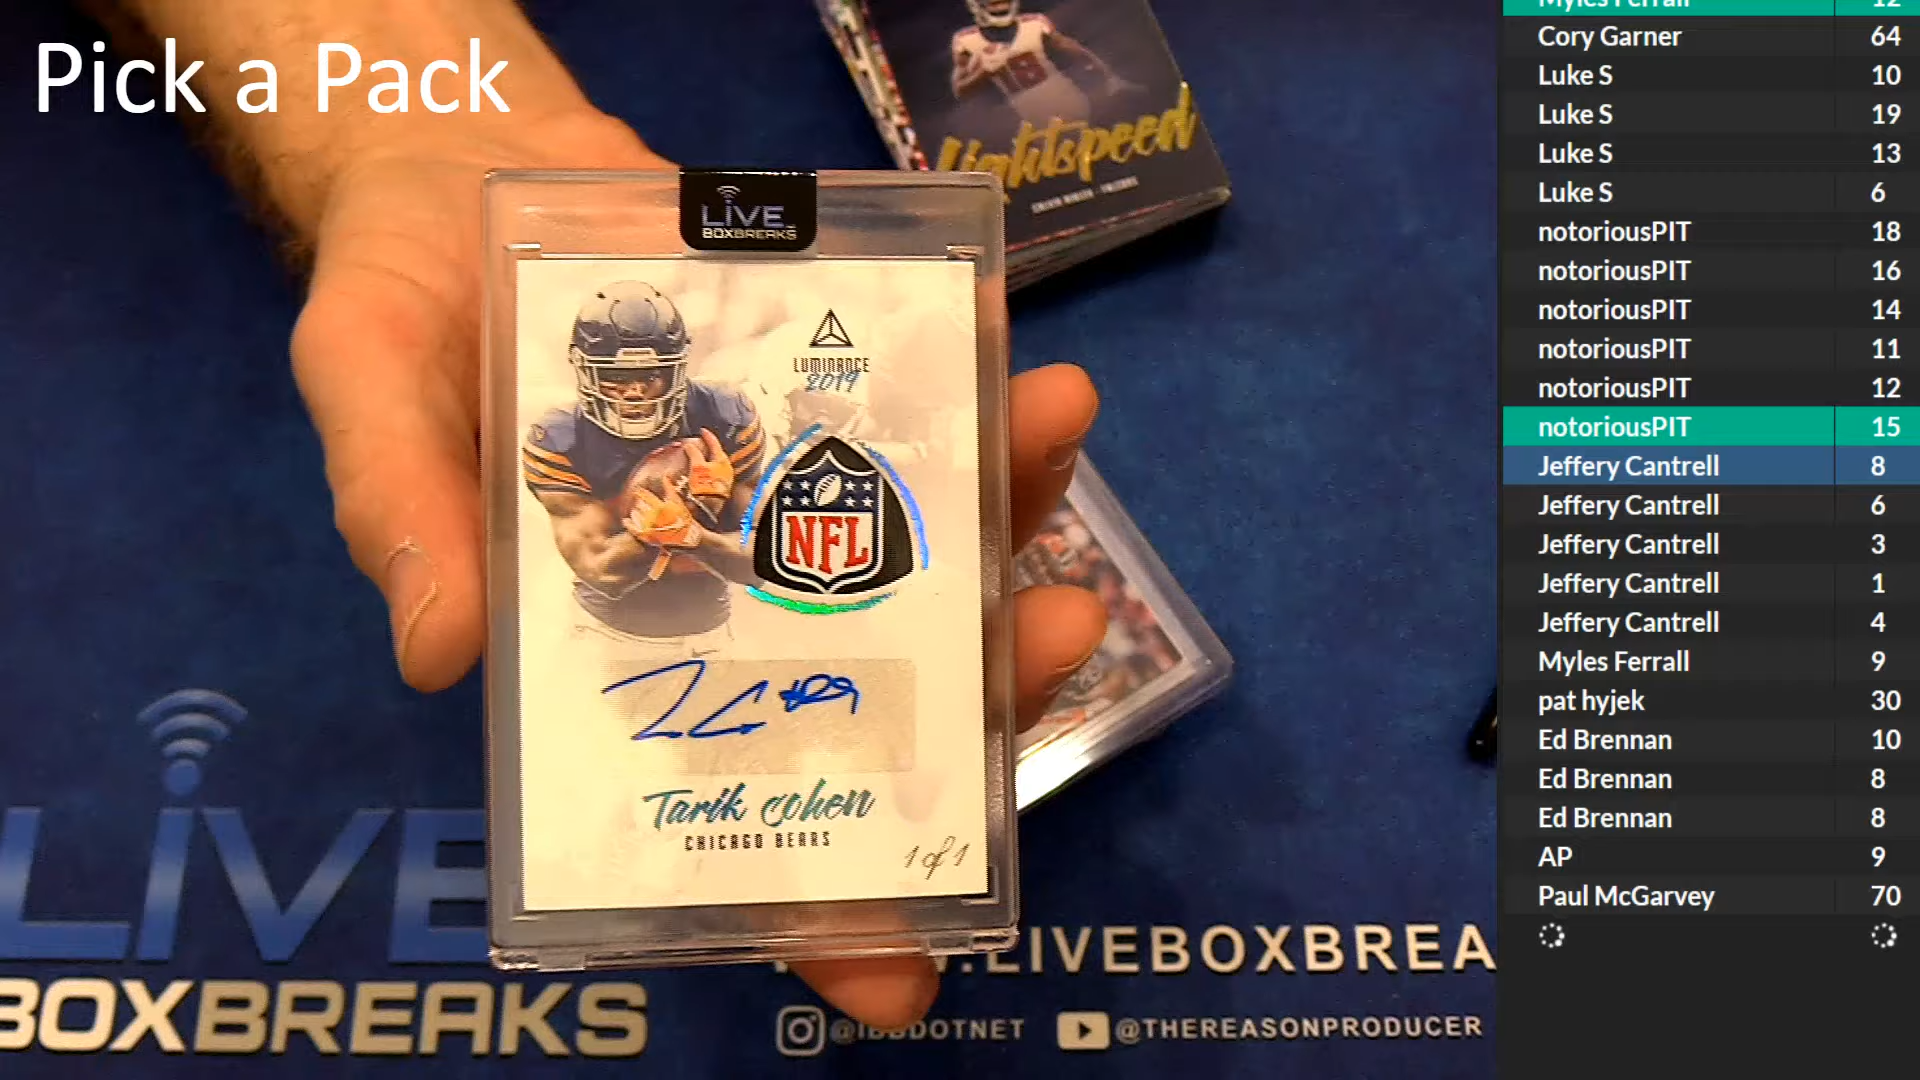 Pick a Pack
Lightspeed
LIVE
BOXBREAKS
LUMINANCE
2019
NFL
Tarik Cohen
CHICAGO BEARS
1 of 1
LIVE
BOXBREAKS
.LIVEBOXBREA
@THEREASONPRODUCER
Myles Ferrall 12
Cory Garner 64
Luke S 10
Luke S 19
Luke S 13
Luke S 6
notoriousPIT 18
notoriousPIT 16
notoriousPIT 14
notoriousPIT 11
notoriousPIT 12
notoriousPIT 15
Jeffery Cantrell 8
Jeffery Cantrell 6
Jeffery Cantrell 3
Jeffery Cantrell 1
Jeffery Cantrell 4
Myles Ferrall 9
pat hyjek 30
Ed Brennan 10
Ed Brennan 8
Ed Brennan 8
AP 9
Paul McGarvey 70